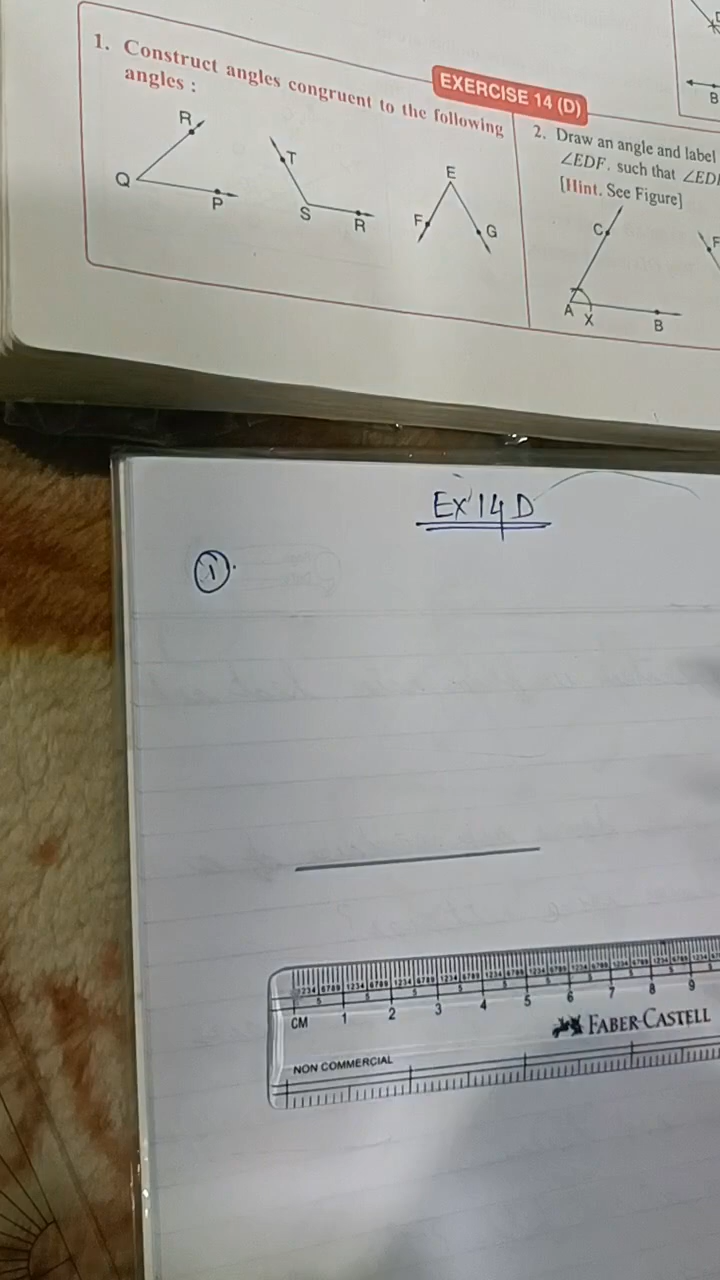 EXERCISE 14 (D)
1. Construct angles congruent to the following
angles :
R
Q
P
T
S
R
E
F
G
2. Draw an angle and label
∠EDF, such that
[Hint. See Figure]
C
A
X
B
F
B
Ex 14 D
1.
CM 1 2 3 4 5 6 7 8 9
FABER-CASTELL
NON COMMERCIAL